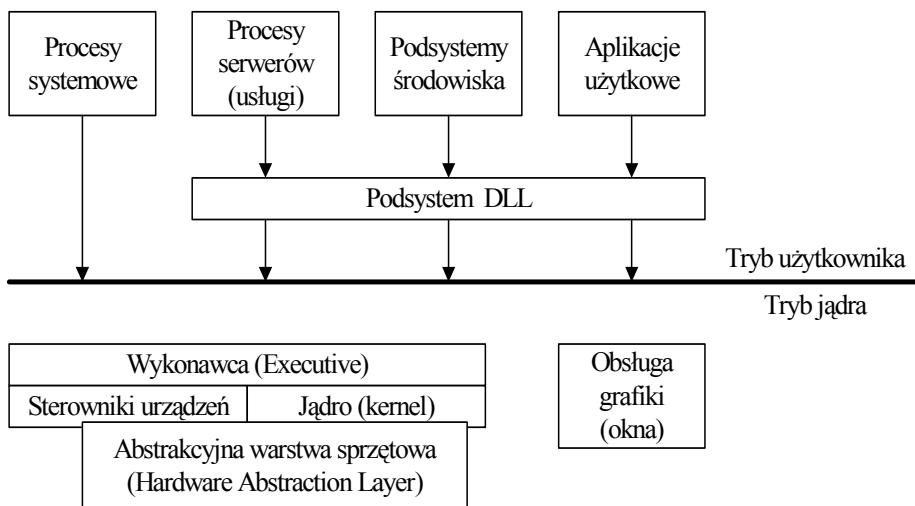 Procesy
systemowe
Procesy
serwerów
(usługi)
Podsystemy
środowiska
Aplikacje
użytkowe
Podsystem DLL
Tryb użytkownika
Tryb jądra
Wykonawca (Executive)
Sterowniki urządzeń
Jądro (kernel)
Abstrakcyjna warstwa sprzętowa
(Hardware Abstraction Layer)
Obsługa
grafiki
(okna)